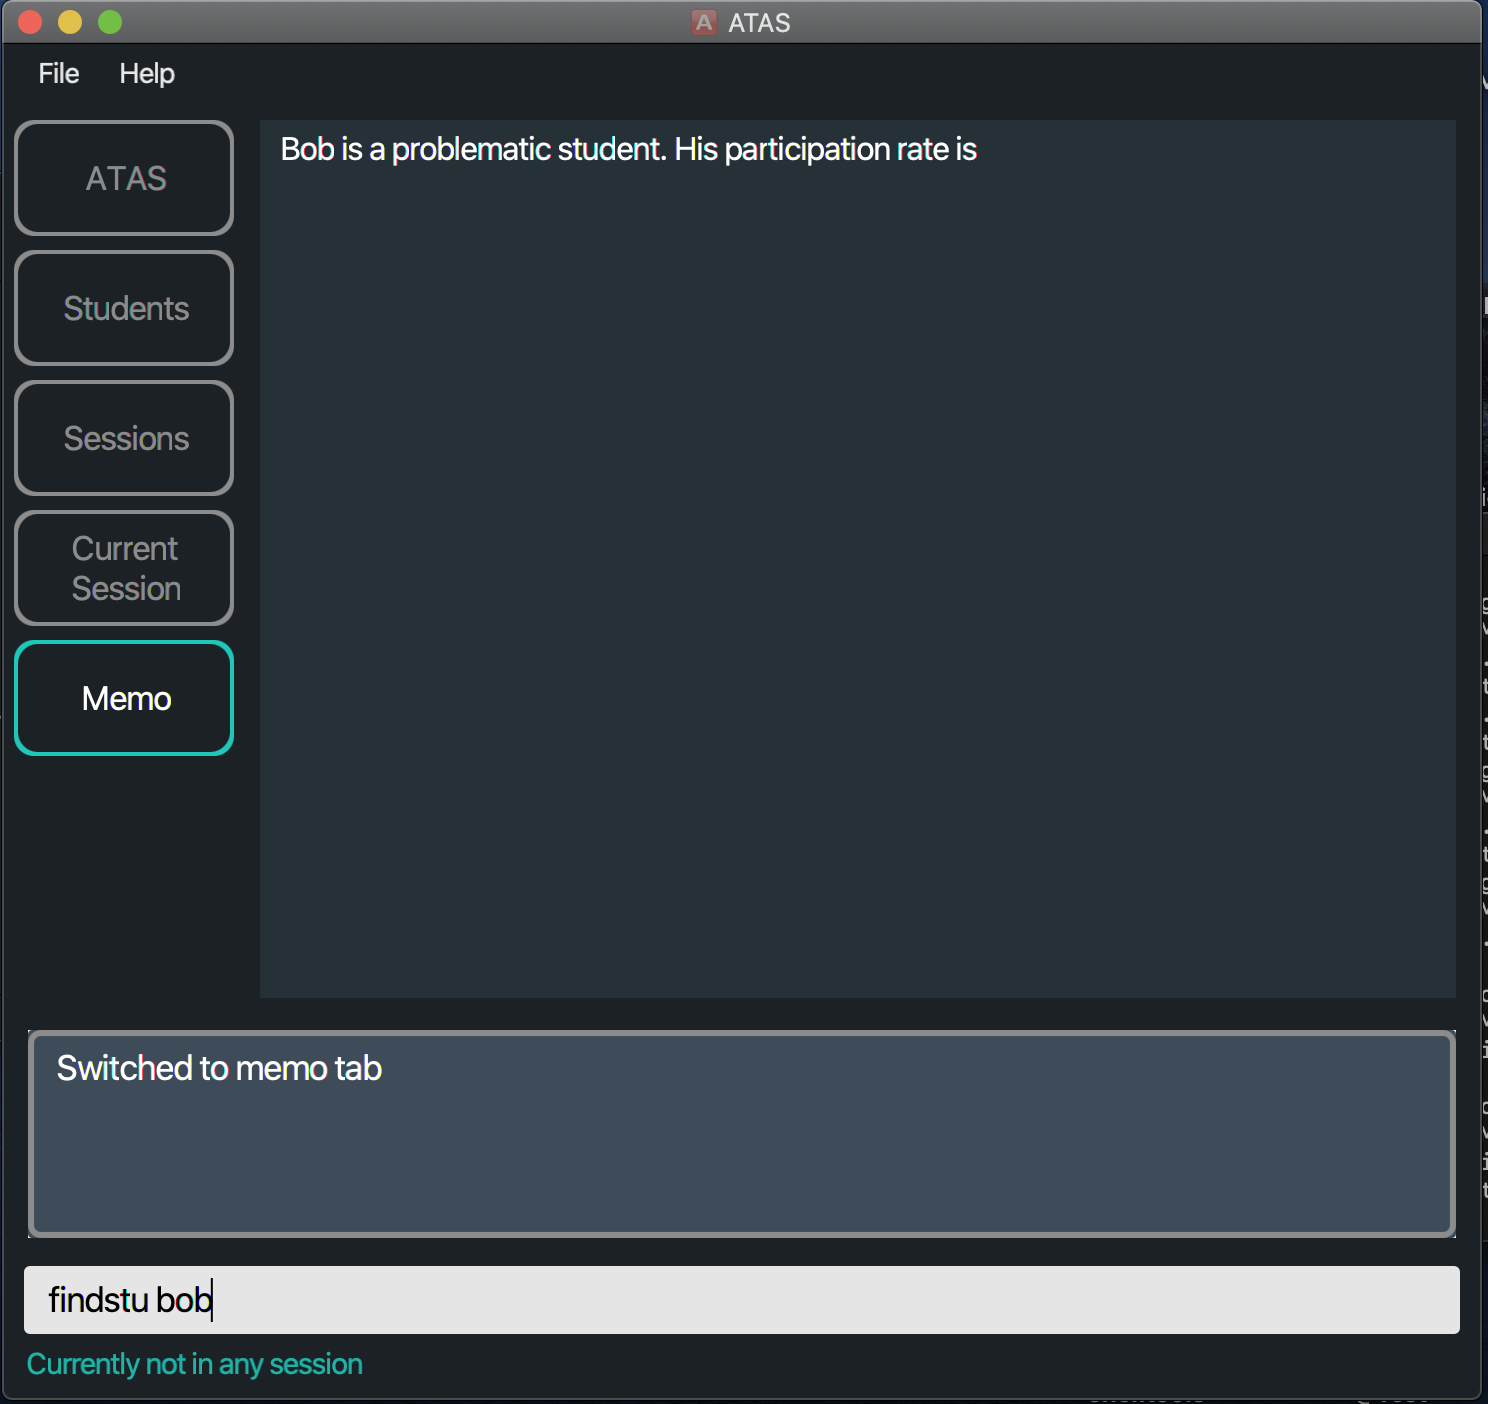 A ATAS
File Help
ATAS
Students
Sessions
Current
Session
Memo
Bob is a problematic student. His participation rate is
Switched to memo tab
findstu bob
Currently not in any session